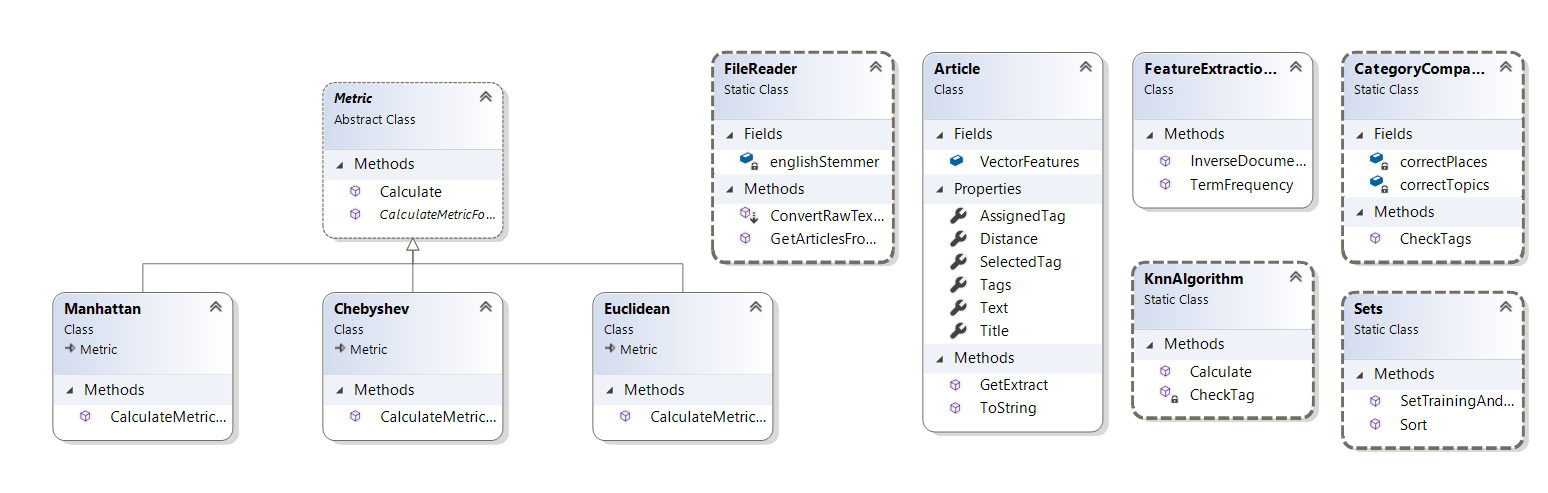 Metric
Abstract Class
Methods
Calculate
CalculateMetricFo...
Manhattan
Class
Metric
Methods
CalculateMetric...
Chebyshev
Class
Metric
Methods
CalculateMetric...
Euclidean
Class
Metric
Methods
CalculateMetric...
FileReader
Static Class
Fields
englishStemmer
Methods
ConvertRawTex...
GetArticlesFro...
Article
Class
Fields
VectorFeatures
Properties
AssignedTag
Distance
SelectedTag
Tags
Text
Title
Methods
GetExtract
ToString
FeatureExtractio...
Class
Methods
InverseDocume...
TermFrequency
KnnAlgorithm
Static Class
Methods
Calculate
CheckTag
CategoryCompa...
Static Class
Fields
correctPlaces
correctTopics
Methods
CheckTags
Sets
Static Class
Methods
SetTrainingAnd...
Sort